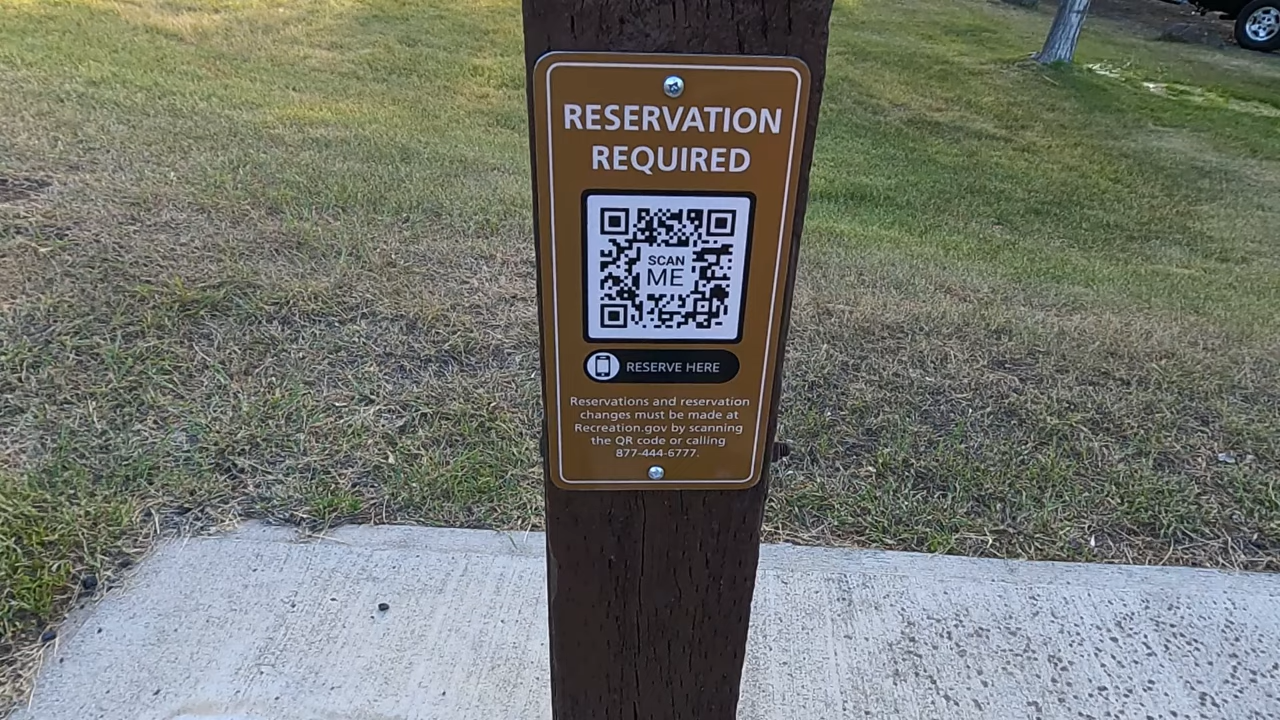 RESERVATION
REQUIRED
SCAN
ME
RESERVE HERE
Reservations and reservation
changes must be made at
Recreation.gov by scanning
the QR code or calling
877-444-6777.